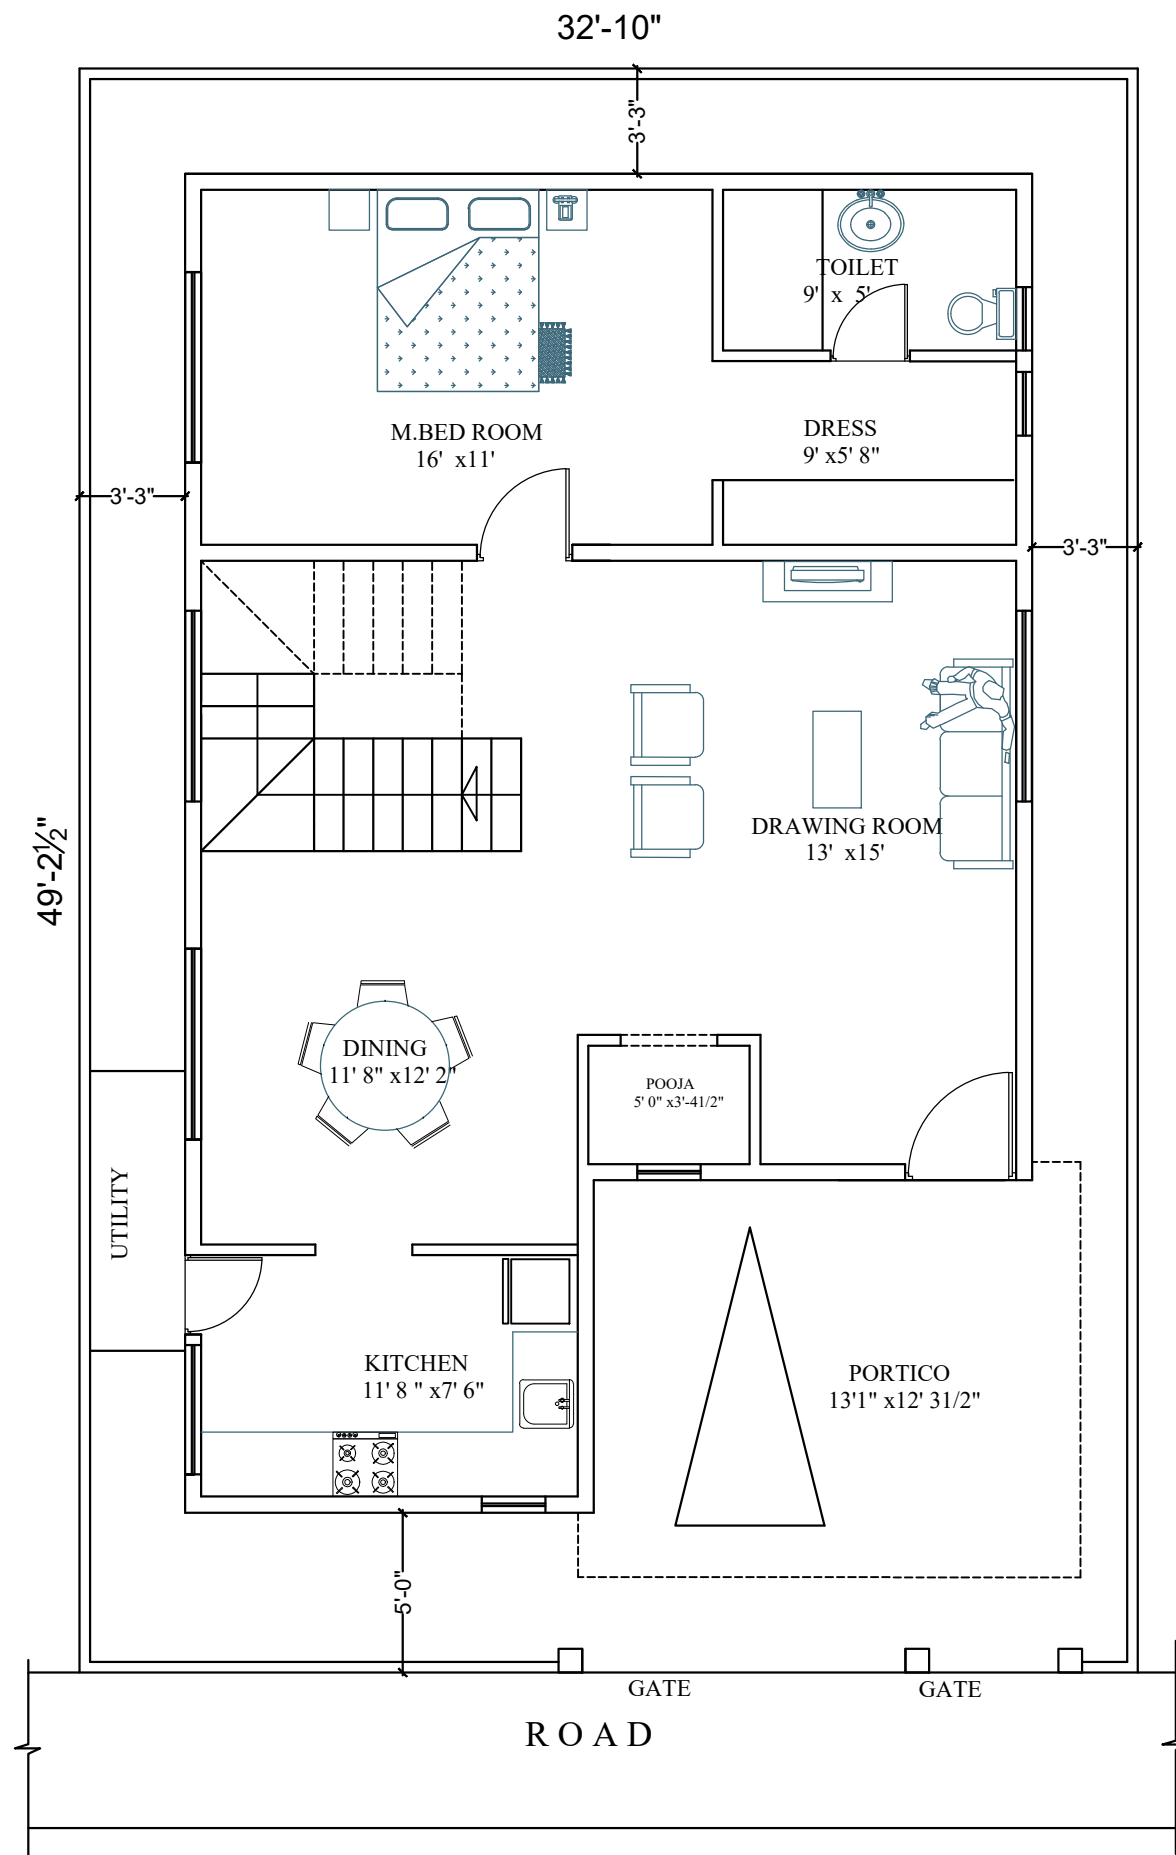 32'-10"
3'-3"
TOILET
9' x 5'
M.BED ROOM
16' x11'
DRESS
9' x5' 8"
3'-3"
3'-3"
49'-2½"
DRAWING ROOM
13' x15'
DINING
11' 8" x12' 2"
POOJA
5' 0" x3'-41/2"
UTILITY
KITCHEN
11' 8 " x7' 6"
PORTICO
13'1" x12' 31/2"
5'-0"
GATE
GATE
ROAD